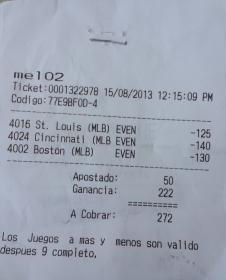 me102
Ticket:0001322978 15/08/2013 12:15:09 PM
Codigo:77E9BF0D-4
4016 St. Louis (MLB) EVEN -125
4024 Cincinnati (MLB EVEN -140
4002 Boston (MLB) EVEN -130
Apostado: 50
Ganancia: 222
==========
A Cobrar: 272
Los Juegos a mas y menos son valido
despues 9 completo,